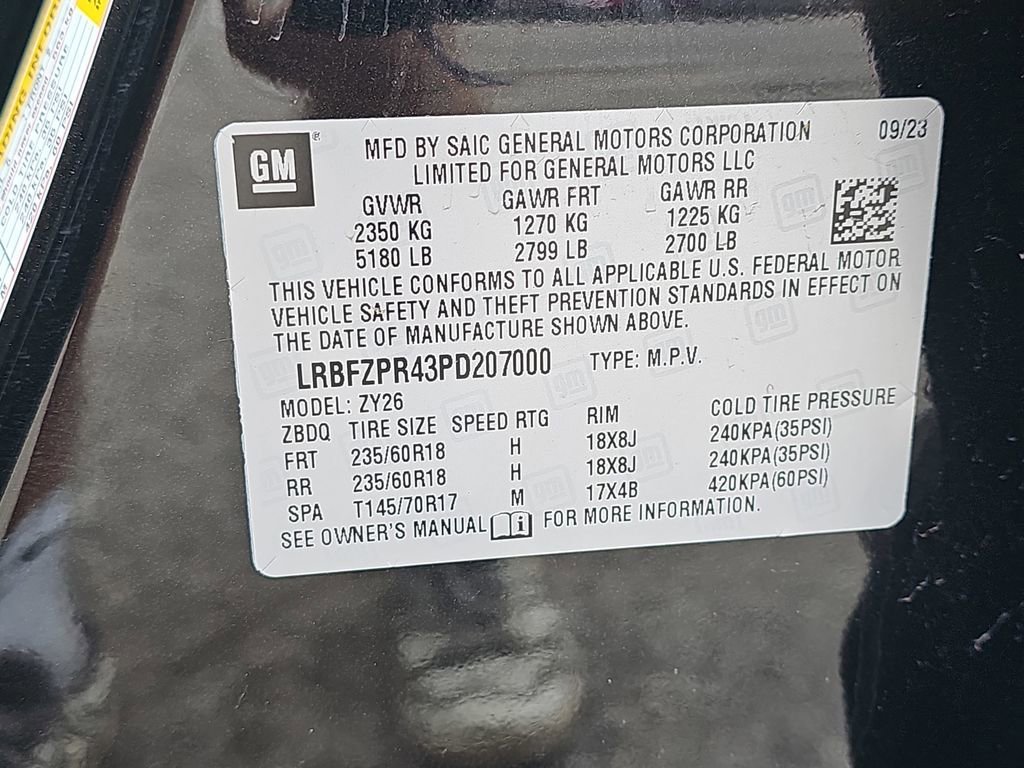 GM
MFD BY SAIC GENERAL MOTORS CORPORATION 09/23
LIMITED FOR GENERAL MOTORS LLC
GVWR GAWR FRT GAWR RR
2350 KG 1270 KG 1225 KG
5180 LB 2799 LB 2700 LB
THIS VEHICLE CONFORMS TO ALL APPLICABLE U.S. FEDERAL MOTOR
VEHICLE SAFETY AND THEFT PREVENTION STANDARDS IN EFFECT ON
THE DATE OF MANUFACTURE SHOWN ABOVE.
LRBFZPR43PD207000 TYPE: M.P.V.
MODEL: ZY26
ZBDQ TIRE SIZE SPEED RTG RIM COLD TIRE PRESSURE
FRT 235/60R18 H 18X8J 240KPA(35PSI)
RR 235/60R18 H 18X8J 240KPA(35PSI)
SPA T145/70R17 M 17X4B 420KPA(60PSI)
SEE OWNER'S MANUAL i FOR MORE INFORMATION.